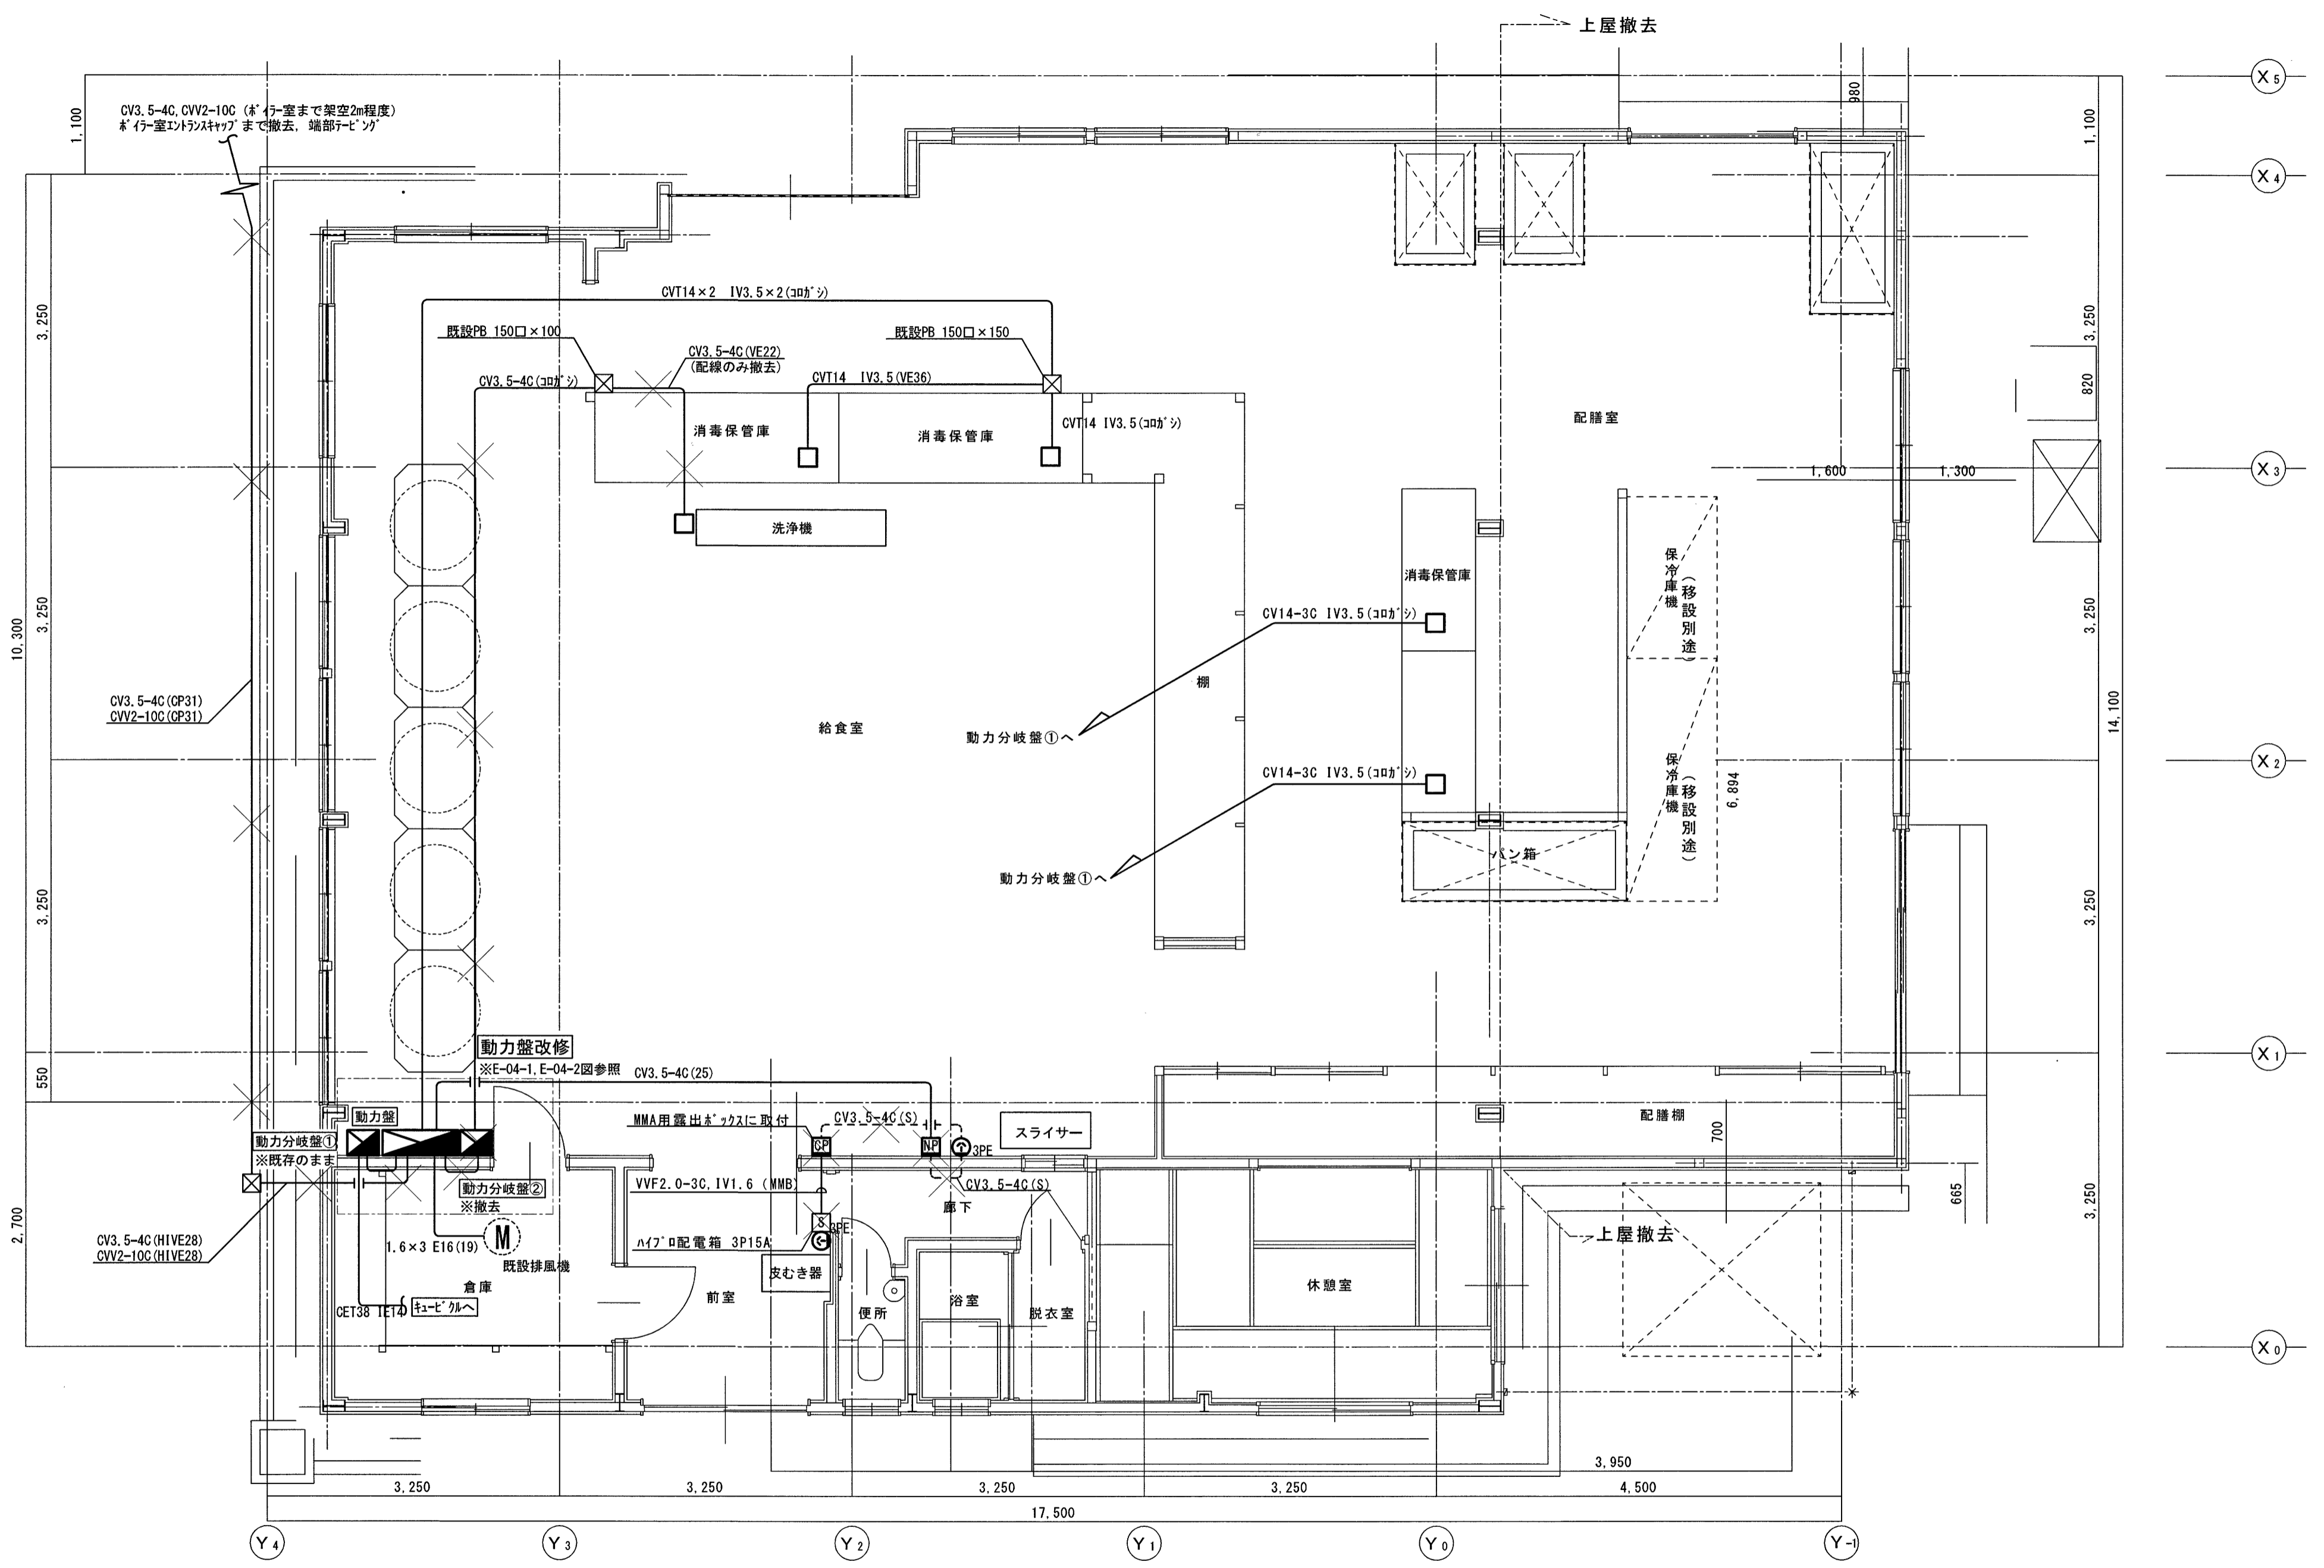 上屋撤去
X5
980
CV3.5-4C,CVV2-10C (ﾎﾞｲﾗｰ室まで架空2m程度)
ﾎﾞｲﾗｰ室ｴﾝﾄﾗﾝｽｷｬｯﾌﾟまで撤去, 端部ﾃｰﾋﾟﾝｸﾞ
1,100
1,100
X4
CVT14×2 IV3.5×2(ｺﾛｶﾞｼ)
3,250
3,250
既設PB 150口×100
既設PB 150口×150
CV3.5-4C(VE22)
(配線のみ撤去)
CV3.5-4C(ｺﾛｶﾞｼ)
CVT14 IV3.5(VE36)
820
配膳室
CVT14 IV3.5(ｺﾛｶﾞｼ)
消毒保管庫
消毒保管庫
1,600
1,300
X3
洗浄機
保冷庫機
(移設別途)
消毒保管庫
CV14-3C IV3.5(ｺﾛｶﾞｼ)
3,250
3,250
10,300
棚
CV3.5-4C(CP31)
CVV2-10C(CP31)
14,100
給食室
動力分岐盤①へ
X2
CV14-3C IV3.5(ｺﾛｶﾞｼ)
保冷庫機
(移設別途)
6,894
パン箱
動力分岐盤①へ
3,250
3,250
動力盤改修
※E-04-1,E-04-2図参照
CV3.5-4C(25)
X1
550
動力盤
MMA用露出ﾎﾞｯｸｽに取付
CV3.5-4C(S)
スライサー
配膳棚
700
動力分岐盤①
※既存のまま
CP
NP
3PE
動力分岐盤②
※撤去
VVF2.0-3C,IV1.6 (MMB)
CV3.5-4C(S)
廊下
665
3,250
2,700
S
3PE
CV3.5-4C(HIVE28)
CVV2-10C(HIVE28)
M
1.6×3 E16(19)
ﾊｲﾌﾟﾛ配電箱 3P15A
上屋撤去
既設排風機
皮むき器
倉庫
前室
休憩室
CET38 IE14
ｷｭｰﾋﾞｸﾙへ
便所
浴室
脱衣室
X0
3,950
3,250
3,250
3,250
3,250
4,500
17,500
Y4
Y3
Y2
Y1
Y0
Y-1